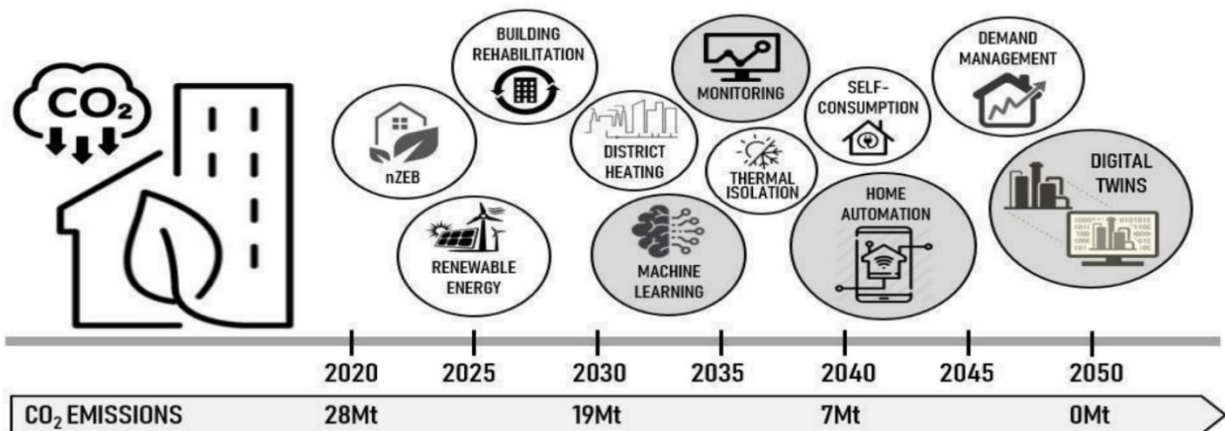 CO₂
BUILDING
REHABILITATION
nZEB
RENEWABLE
ENERGY
DISTRICT
HEATING
MONITORING
MACHINE
LEARNING
THERMAL
ISOLATION
SELF-
CONSUMPTION
HOME
AUTOMATION
DEMAND
MANAGEMENT
DIGITAL
TWINS
2020 2025 2030 2035 2040 2045 2050
CO₂ EMISSIONS 28Mt 19Mt 7Mt 0Mt